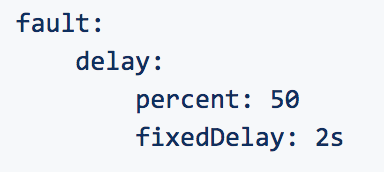 fault:
    delay:
        percent: 50
        fixedDelay: 2s